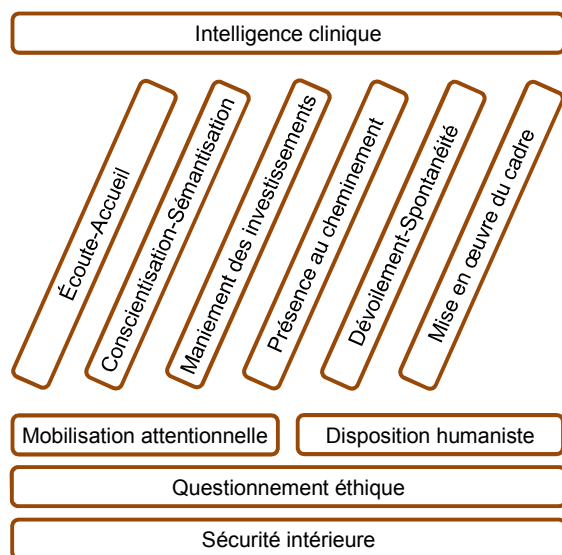 Intelligence clinique
Écoute-Accueil
Conscientisation-Sémantisation
Maniement des investissements
Présence au cheminement
Dévoilement-Spontanéité
Mise en œuvre du cadre
Mobilisation attentionnelle
Disposition humaniste
Questionnement éthique
Sécurité intérieure